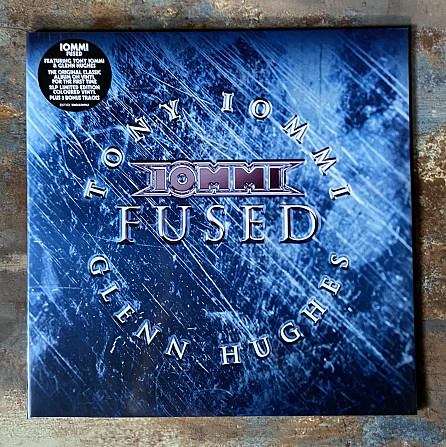 IOMMI
FUSED
FEATURING TONY IOMMI
& GLENN HUGHES
THE ORIGINAL CLASSIC
ALBUM ON VINYL
FOR THE FIRST TIME
2LP LIMITED EDITION
COLOURED VINYL
PLUS 3 BONUS TRACKS
TONY IOMMI
IOMMI
FUSED
GLENN HUGHES